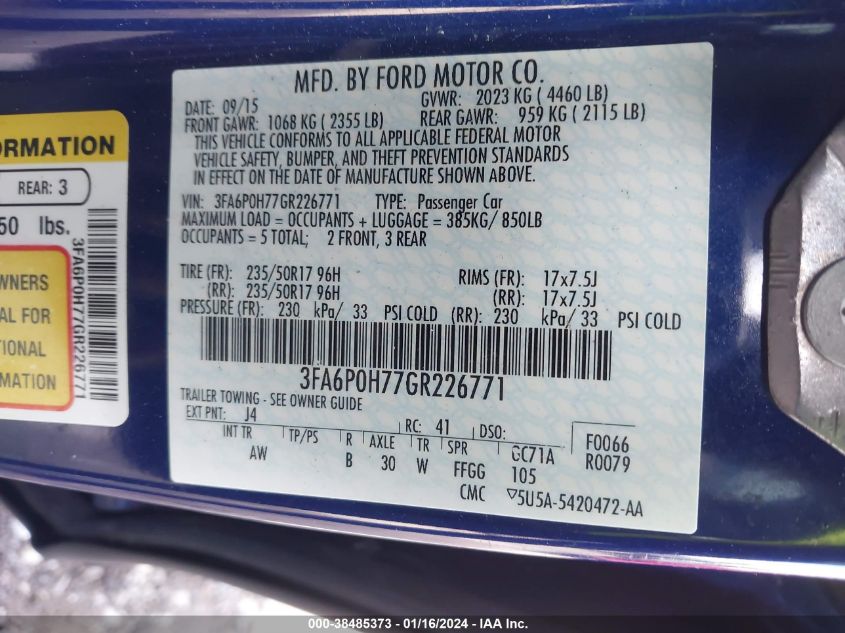 MFD. BY FORD MOTOR CO.
DATE: 09/15 GVWR: 2023 KG ( 4460 LB)
FRONT GAWR: 1068 KG ( 2355 LB) REAR GAWR: 959 KG ( 2115 LB)
THIS VEHICLE CONFORMS TO ALL APPLICABLE FEDERAL MOTOR
VEHICLE SAFETY, BUMPER, AND THEFT PREVENTION STANDARDS
IN EFFECT ON THE DATE OF MANUFACTURE SHOWN ABOVE.
VIN: 3FA6P0H77GR226771 TYPE: Passenger Car
MAXIMUM LOAD = OCCUPANTS + LUGGAGE = 385KG/ 850LB
OCCUPANTS = 5 TOTAL; 2 FRONT, 3 REAR
TIRE (FR): 235/50R17 96H RIMS (FR): 17x7.5J
(RR): 235/50R17 96H (RR): 17x7.5J
PRESSURE (FR): 230 kPa/ 33 PSI COLD (RR): 230 kPa/ 33 PSI COLD
3FA6P0H77GR226771
TRAILER TOWING - SEE OWNER GUIDE
EXT PNT: J4 RC: 41 DSO: F0066
INT TR TP/PS R AXLE TR SPR CC71A R0079
AW B 30 W FFGG 105
CMC 5U5A-5420472-AA
ORMATION
REAR: 3
50 lbs.
3FA6P0H77GR226771
WNERS
AL FOR
TIONAL
MATION
000-38485373 - 01/16/2024 - IAA Inc.